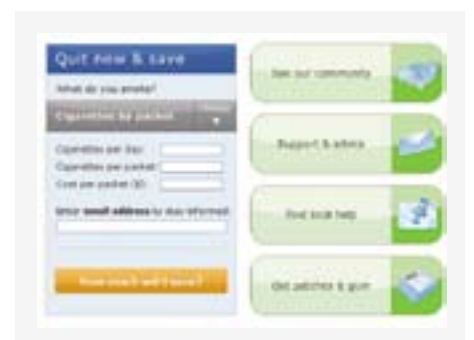 Quit now & save
What do you smoke?
Cigarettes by packet
Cigarettes per day:
Cigarettes per packet:
Cost per packet ($):
Enter email address to stay informed
How much will I save?
Join our community
Support & advice
Find local help
Get patches & gum